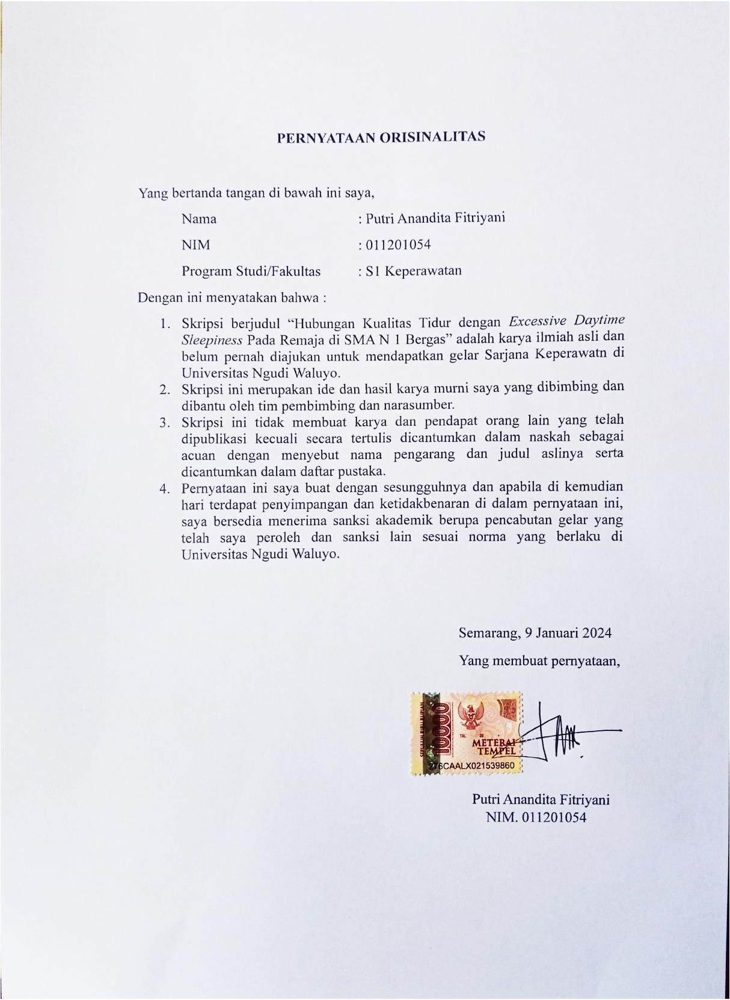 PERNYATAAN ORISINALITAS
Yang bertanda tangan di bawah ini saya,
Nama : Putri Anandita Fitriyani
NIM : 011201054
Program Studi/Fakultas : S1 Keperawatan
Dengan ini menyatakan bahwa :
1. Skripsi berjudul “Hubungan Kualitas Tidur dengan Excessive Daytime
Sleepiness Pada Remaja di SMA N 1 Bergas” adalah karya ilmiah asli dan
belum pernah diajukan untuk mendapatkan gelar Sarjana Keperawatn di
Universitas Ngudi Waluyo.
2. Skripsi ini merupakan ide dan hasil karya murni saya yang dibimbing dan
dibantu oleh tim pembimbing dan narasumber.
3. Skripsi ini tidak membuat karya dan pendapat orang lain yang telah
dipublikasi kecuali secara tertulis dicantumkan dalam naskah sebagai
acuan dengan menyebut nama pengarang dan judul aslinya serta
dicantumkan dalam daftar pustaka.
4. Pernyataan ini saya buat dengan sesungguhnya dan apabila di kemudian
hari terdapat penyimpangan dan ketidakbenaran di dalam pernyataan ini,
saya bersedia menerima sanksi akademik berupa pencabutan gelar yang
telah saya peroleh dan sanksi lain sesuai norma yang berlaku di
Universitas Ngudi Waluyo.
Semarang, 9 Januari 2024
Yang membuat pernyataan,
SEPULUH RIBU RUPIAH
10000
TGL. 20
METERAI
TEMPEL
276CAALX021539860
Putri Anandita Fitriyani
NIM. 011201054